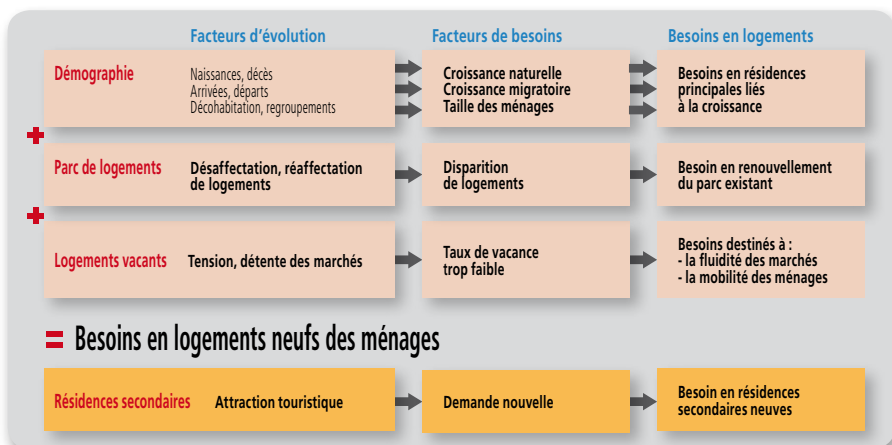 Facteurs d'évolution Facteurs de besoins Besoins en logements
Démographie
Naissances, décès
Arrivées, départs
Décohabitation, regroupements
Croissance naturelle
Croissance migratoire
Taille des ménages
Besoins en résidences
principales liés
à la croissance
+
Parc de logements
Désaffectation, réaffectation
de logements
Disparition
de logements
Besoin en renouvellement
du parc existant
+
Logements vacants
Tension, détente des marchés
Taux de vacance
trop faible
Besoins destinés à :
- la fluidité des marchés
- la mobilité des ménages
= Besoins en logements neufs des ménages
Résidences secondaires
Attraction touristique
Demande nouvelle
Besoin en résidences
secondaires neuves